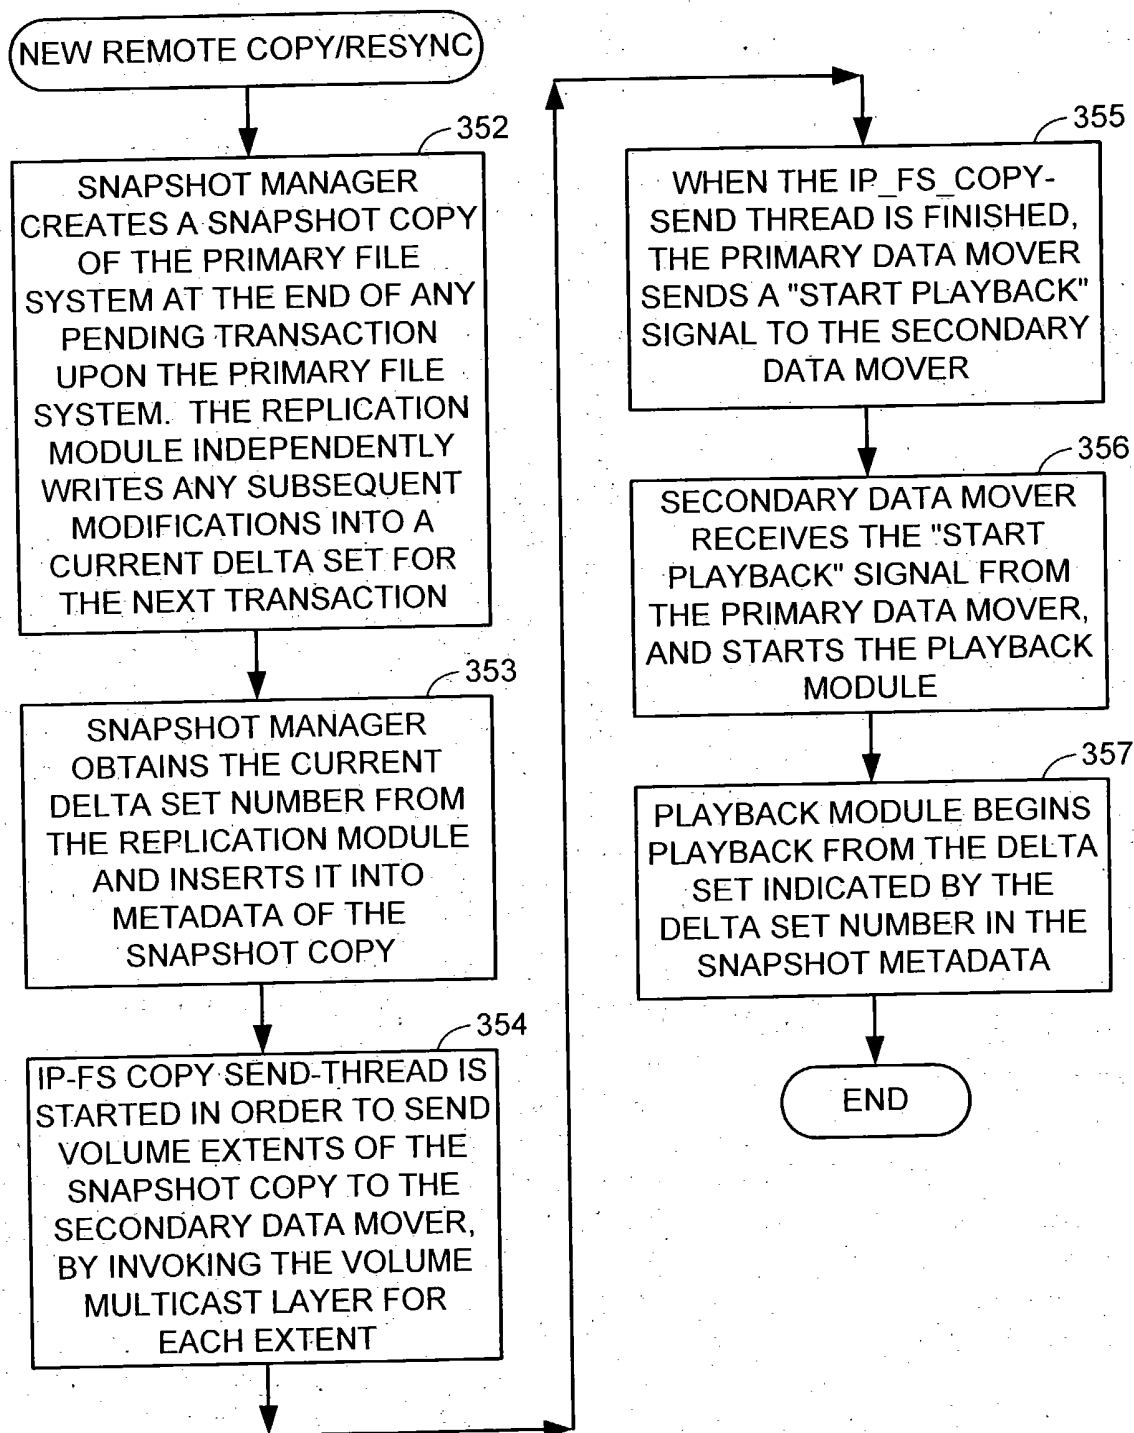 NEW REMOTE COPY/RESYNC
352
SNAPSHOT MANAGER
CREATES A SNAPSHOT COPY
OF THE PRIMARY FILE
SYSTEM AT THE END OF ANY
PENDING TRANSACTION
UPON THE PRIMARY FILE
SYSTEM. THE REPLICATION
MODULE INDEPENDENTLY
WRITES ANY SUBSEQUENT
MODIFICATIONS INTO A
CURRENT DELTA SET FOR
THE NEXT TRANSACTION
353
SNAPSHOT MANAGER
OBTAINS THE CURRENT
DELTA SET NUMBER FROM
THE REPLICATION MODULE
AND INSERTS IT INTO
METADATA OF THE
SNAPSHOT COPY
354
IP-FS COPY SEND-THREAD IS
STARTED IN ORDER TO SEND
VOLUME EXTENTS OF THE
SNAPSHOT COPY TO THE
SECONDARY DATA MOVER,
BY INVOKING THE VOLUME
MULTICAST LAYER FOR
EACH EXTENT
355
WHEN THE IP_FS_COPY-
SEND THREAD IS FINISHED,
THE PRIMARY DATA MOVER
SENDS A "START PLAYBACK"
SIGNAL TO THE SECONDARY
DATA MOVER
356
SECONDARY DATA MOVER
RECEIVES THE "START
PLAYBACK" SIGNAL FROM
THE PRIMARY DATA MOVER,
AND STARTS THE PLAYBACK
MODULE
357
PLAYBACK MODULE BEGINS
PLAYBACK FROM THE DELTA
SET INDICATED BY THE
DELTA SET NUMBER IN THE
SNAPSHOT METADATA
END